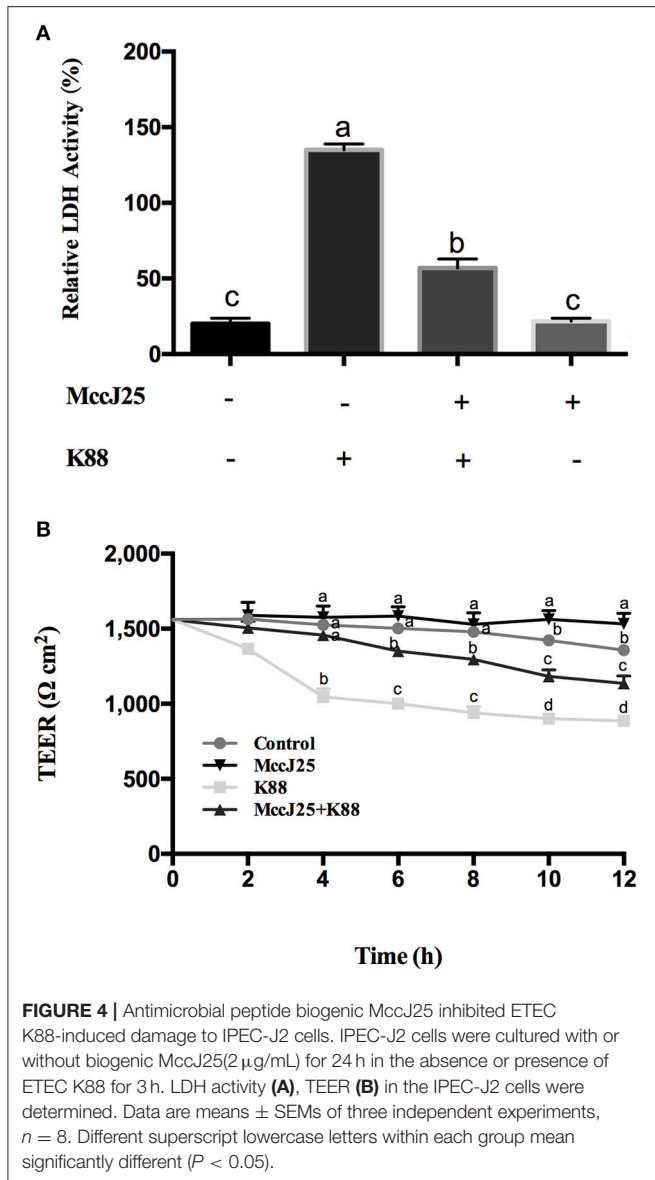 A
200
150
100
50
0
Relative LDH Activity (%)
c
a
b
c
MccJ25 - - + +
K88 - + + -
B
2,000
1,500
1,000
500
0
TEER (Ω cm²)
a a a a a
a a a b b
a b b c c
b c c d d
Control
MccJ25
K88
MccJ25+K88
0 2 4 6 8 10 12
Time (h)
FIGURE 4 | Antimicrobial peptide biogenic MccJ25 inhibited ETEC
K88-induced damage to IPEC-J2 cells. IPEC-J2 cells were cultured with or
without biogenic MccJ25(2 μg/mL) for 24 h in the absence or presence of
ETEC K88 for 3 h. LDH activity (A), TEER (B) in the IPEC-J2 cells were
determined. Data are means ± SEMs of three independent experiments,
n = 8. Different superscript lowercase letters within each group mean
significantly different (P < 0.05).